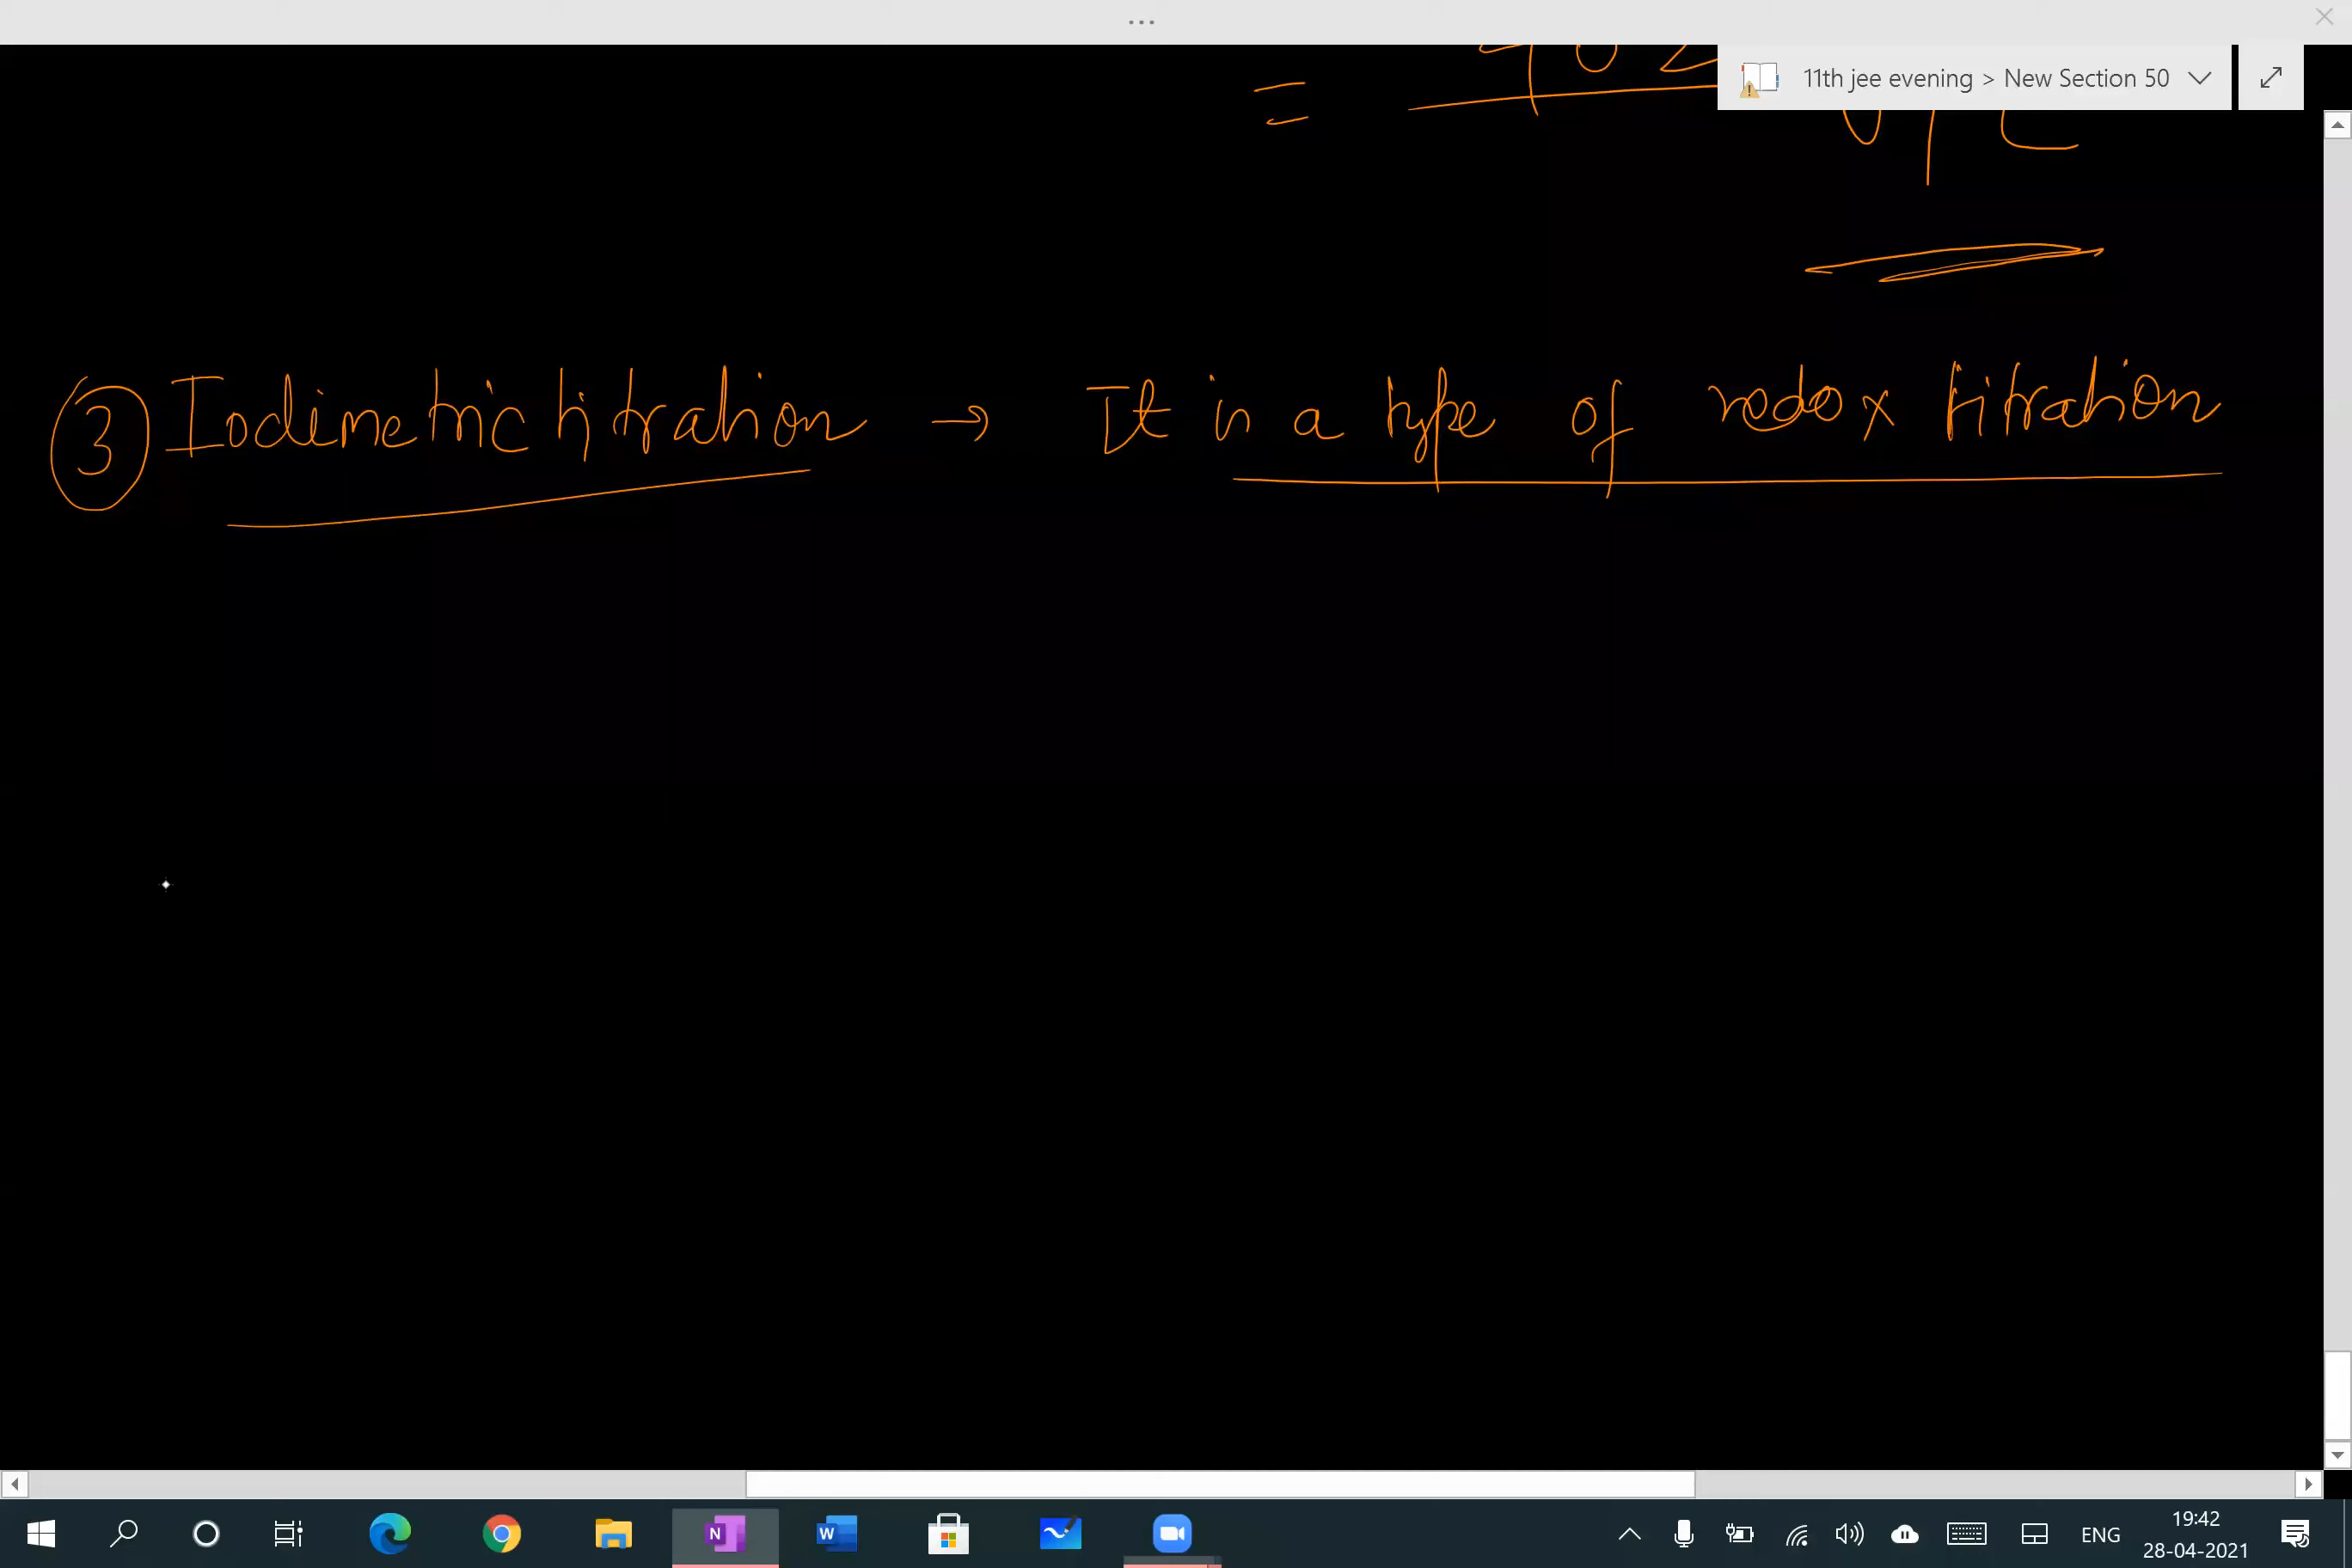 11th jee evening > New Section 50
=
③ Iodimetric titration → It is a type of redox titration
ENG
19:42
28-04-2021